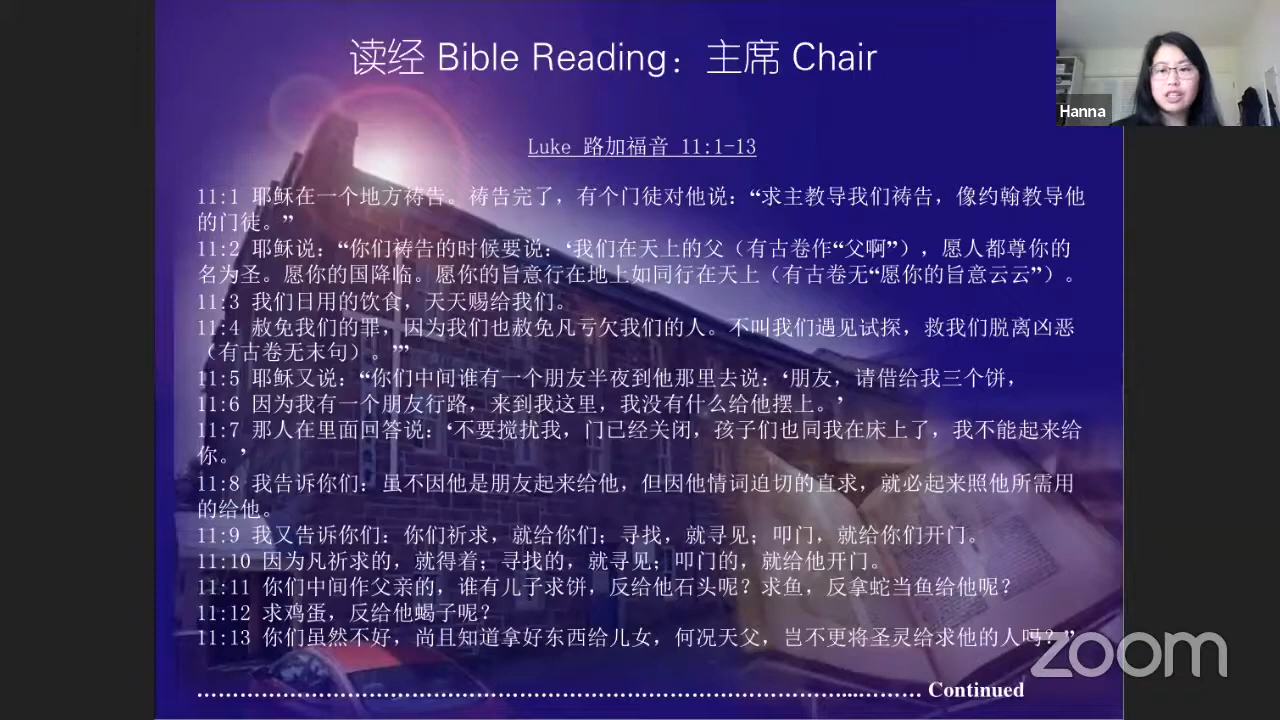 读经 Bible Reading：主席 Chair
Hanna
Luke 路加福音 11:1-13
11:1 耶稣在一个地方祷告。祷告完了，有个门徒对他说：“求主教导我们祷告，像约翰教导他
的门徒。”
11:2 耶稣说：“你们祷告的时候要说：‘我们在天上的父（有古卷作“父啊”），愿人都尊你的
名为圣。愿你的国降临。愿你的旨意行在地上如同行在天上（有古卷无“愿你的旨意云云”）。
11:3 我们日用的饮食，天天赐给我们。
11:4 赦免我们的罪，因为我们也赦免凡亏欠我们的人。不叫我们遇见试探，救我们脱离凶恶
（有古卷无末句）。’”
11:5 耶稣又说：“你们中间谁有一个朋友半夜到他那里去说：‘朋友，请借给我三个饼，
11:6 因为我有一个朋友行路，来到我这里，我没有什么给他摆上。’
11:7 那人在里面回答说：‘不要搅扰我，门已经关闭，孩子们也同我在床上了，我不能起来给
你。’
11:8 我告诉你们：虽不因他是朋友起来给他，但因他情词迫切的直求，就必起来照他所需用
的给他。
11:9 我又告诉你们：你们祈求，就给你们；寻找，就寻见；叩门，就给你们开门。
11:10 因为凡祈求的，就得着；寻找的，就寻见；叩门的，就给他开门。
11:11 你们中间作父亲的，谁有儿子求饼，反给他石头呢？求鱼，反拿蛇当鱼给他呢？
11:12 求鸡蛋，反给他蝎子呢？
11:13 你们虽然不好，尚且知道拿好东西给儿女，何况天父，岂不更将圣灵给求他的人吗？”
zoom
……………………………………………………………………………....……… Continued